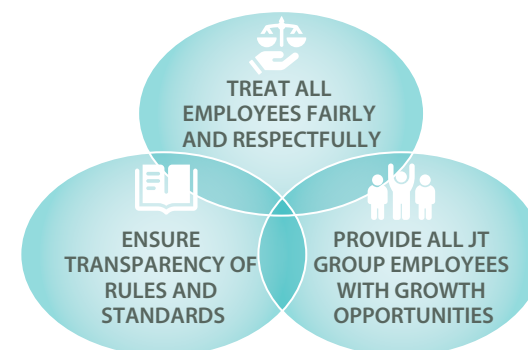 TREAT ALL
EMPLOYEES FAIRLY
AND RESPECTFULLY
ENSURE
TRANSPARENCY OF
RULES AND
STANDARDS
PROVIDE ALL JT
GROUP EMPLOYEES
WITH GROWTH
OPPORTUNITIES